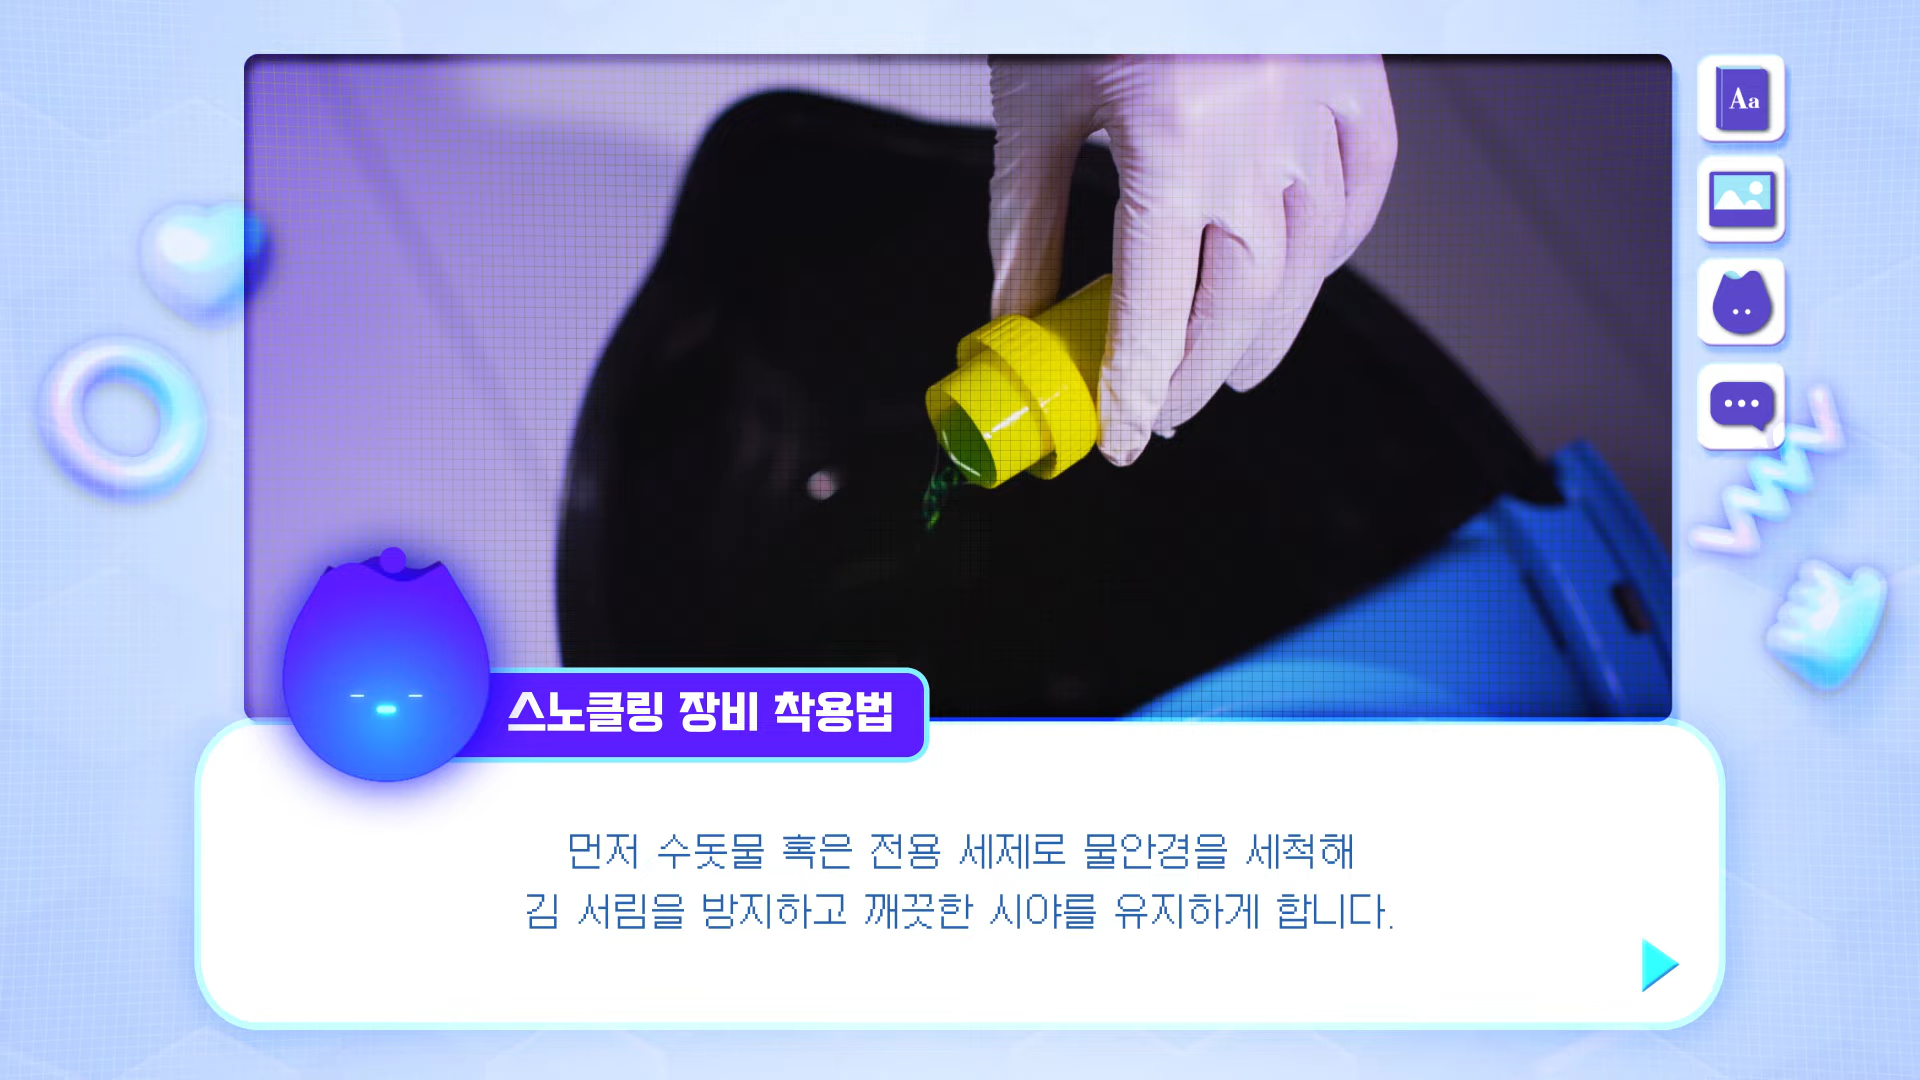 Aa
스노클링 장비 착용법
먼저 수돗물 혹은 전용 세제로 물안경을 세척해
김 서림을 방지하고 깨끗한 시야를 유지하게 합니다.